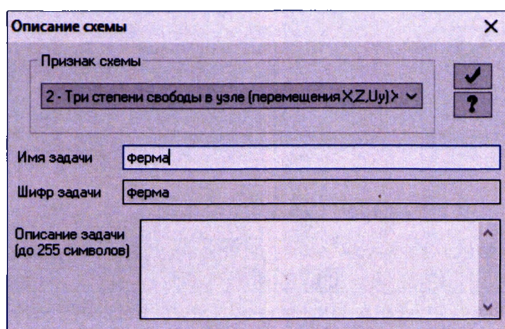 Описание схемы
Признак схемы
2 - Три степени свободы в узле (перемещения X,Z,Uy) X
?
Имя задачи ферма
Шифр задачи ферма
Описание задачи
(до 255 символов)